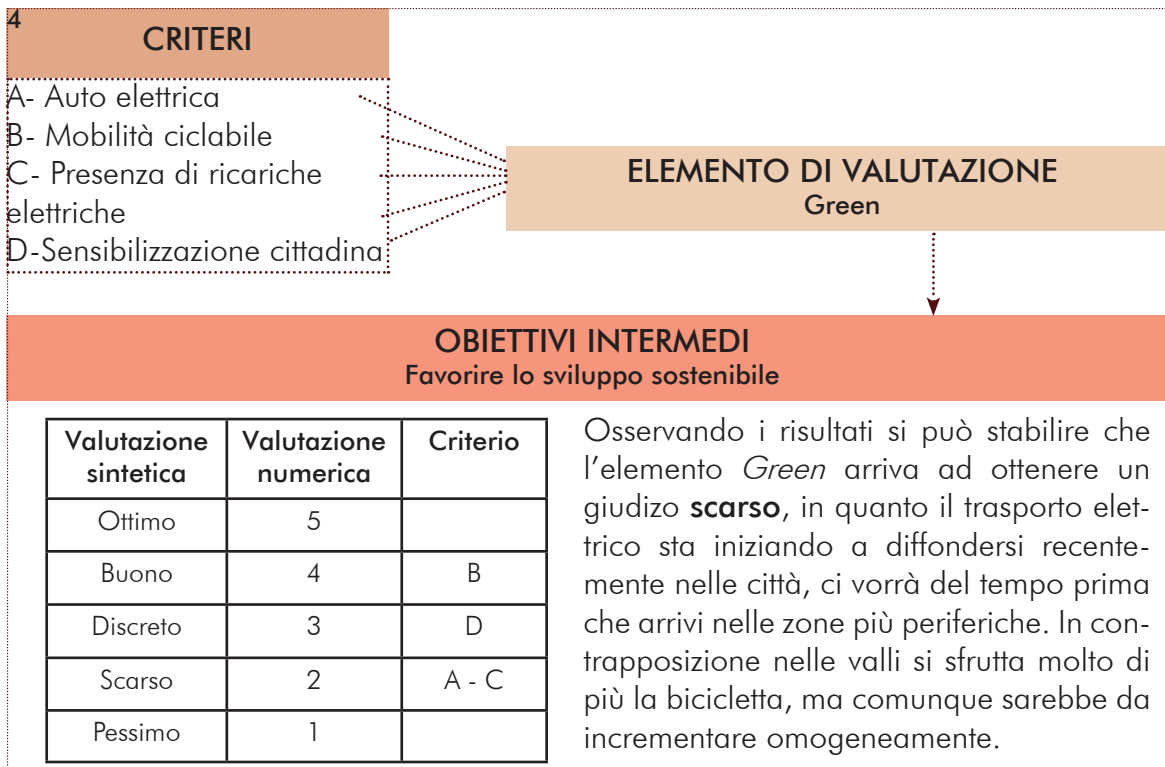 4
CRITERI
A- Auto elettrica
B- Mobilità ciclabile
C- Presenza di ricariche
elettriche
D-Sensibilizzazione cittadina
ELEMENTO DI VALUTAZIONE
Green
OBIETTIVI INTERMEDI
Favorire lo sviluppo sostenibile
Valutazione sintetica Valutazione numerica Criterio
Ottimo 5
Buono 4 B
Discreto 3 D
Scarso 2 A - C
Pessimo 1
Osservando i risultati si può stabilire che
l'elemento Green arriva ad ottenere un
giudizo scarso, in quanto il trasporto elet-
trico sta iniziando a diffondersi recente-
mente nelle città, ci vorrà del tempo prima
che arrivi nelle zone più periferiche. In con-
trapposizione nelle valli si sfrutta molto di
più la bicicletta, ma comunque sarebbe da
incrementare omogeneamente.